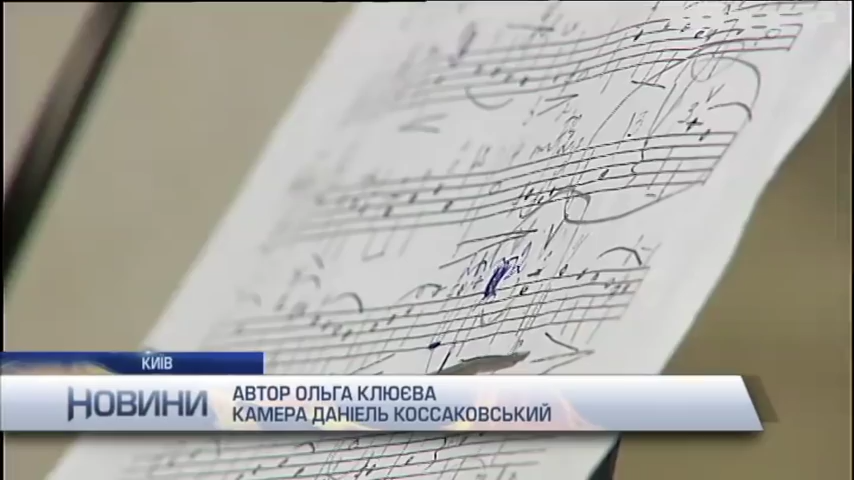 КИЇВ
НОВИНИ
АВТОР ОЛЬГА КЛЮЄВА
КАМЕРА ДАНІЕЛЬ КОССАКОВСЬКИЙ